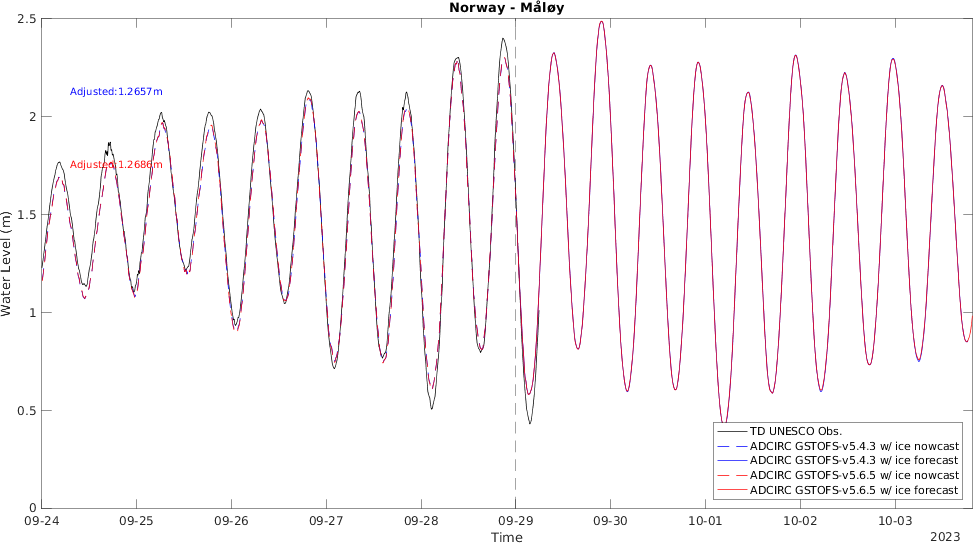 Norway - Måløy
2.5
2
1.5
1
0.5
0
Water Level (m)
Adjusted:1.2657m
Adjusted:1.2686m
TD UNESCO Obs.
ADCIRC GSTOFS-v5.4.3 w/ ice nowcast
ADCIRC GSTOFS-v5.4.3 w/ ice forecast
ADCIRC GSTOFS-v5.6.5 w/ ice nowcast
ADCIRC GSTOFS-v5.6.5 w/ ice forecast
09-24 09-25 09-26 09-27 09-28 09-29 09-30 10-01 10-02 10-03
Time
2023